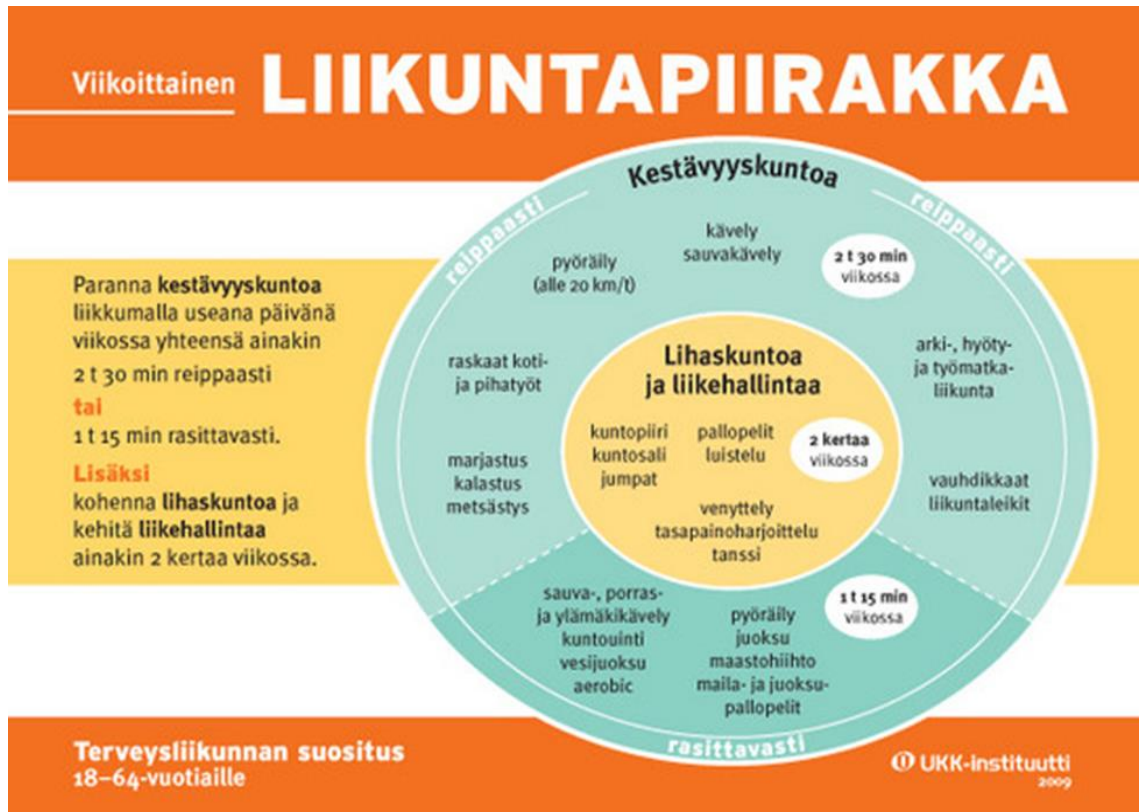 Viikoittainen LIIKUNTAPIIRAKKA
Paranna kestävyyskuntoa
liikkumalla useana päivänä
viikossa yhteensä ainakin
2 t 30 min reippaasti
tai
1 t 15 min rasittavasti.
Lisäksi
kohenna lihaskuntoa ja
kehitä liikehallintaa
ainakin 2 kertaa viikossa.
Kestävyyskuntoa
reippaasti
reippaasti
kävely
sauvakävely
2 t 30 min
viikossa
pyöräily
(alle 20 km/t)
raskaat koti-
ja pihatyöt
marjastus
kalastus
metsästys
arki-, hyöty-
ja työmatka-
liikunta
vauhdikkaat
liikuntaleikit
Lihaskuntoa
ja liikehallintaa
kuntopiiri
kuntosali
jumpat
pallopelit
luistelu
2 kertaa
viikossa
venyttely
tasapainoharjoittelu
tanssi
sauva-, porras-
ja ylämäkikävely
kuntouinti
vesijuoksu
aerobic
pyöräily
juoksu
maastohiihto
maila- ja juoksu-
pallopelit
1 t 15 min
viikossa
rasittavasti
Terveysliikunnan suositus
18–64-vuotiaille
UKK-instituutti
2009